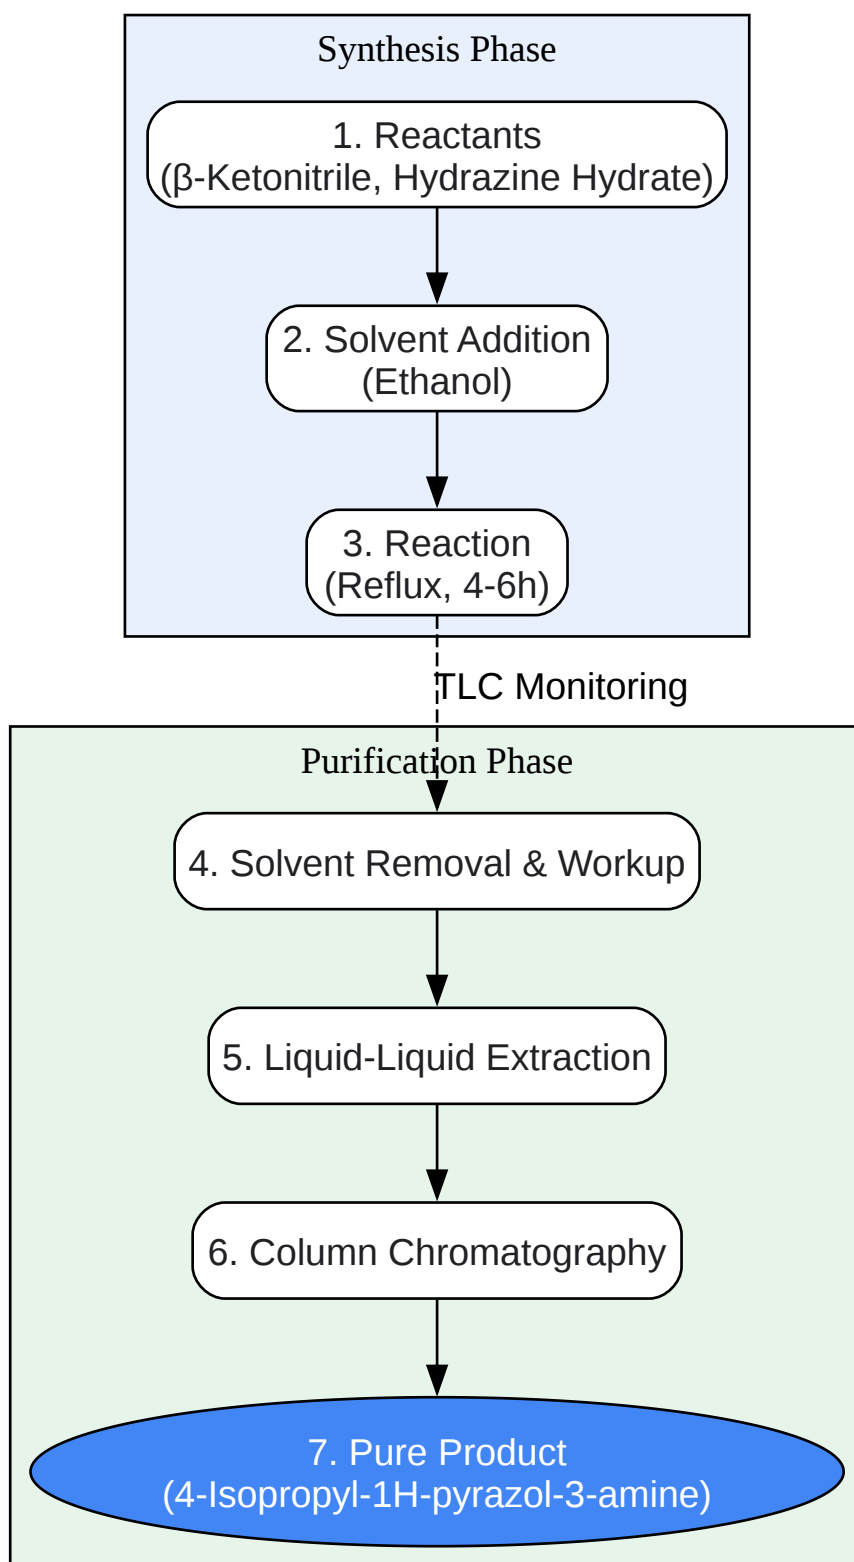 Synthesis Phase
1. Reactants
(β-Ketonitrile, Hydrazine Hydrate)
2. Solvent Addition
(Ethanol)
3. Reaction
(Reflux, 4-6h)
TLC Monitoring
Purification Phase
4. Solvent Removal & Workup
5. Liquid-Liquid Extraction
6. Column Chromatography
7. Pure Product
(4-Isopropyl-1H-pyrazol-3-amine)